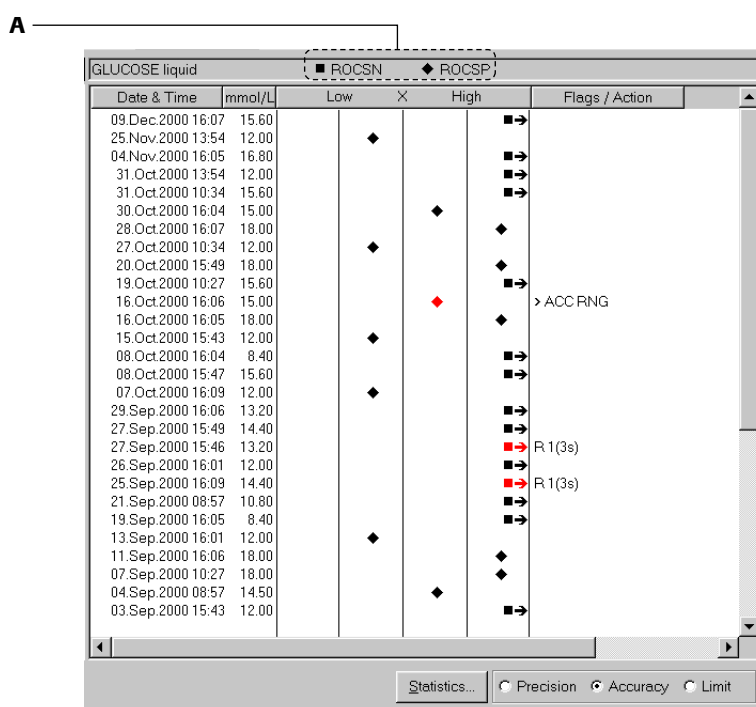 A
GLUCOSE liquid ROCSN ROCSP
Date & Time mmol/L Low X High Flags / Action
09.Dec.2000 16:07 15.60
25.Nov.2000 13:54 12.00
04.Nov.2000 16:05 16.80
31.Oct.2000 13:54 12.00
31.Oct.2000 10:34 15.60
30.Oct.2000 16:04 15.00
28.Oct.2000 16:07 18.00
27.Oct.2000 10:34 12.00
20.Oct.2000 15:49 18.00
19.Oct.2000 10:27 15.60
16.Oct.2000 16:06 15.00 > ACC RNG
16.Oct.2000 16:05 18.00
15.Oct.2000 15:43 12.00
08.Oct.2000 16:04 8.40
08.Oct.2000 15:47 15.60
07.Oct.2000 16:09 12.00
29.Sep.2000 16:06 13.20
27.Sep.2000 15:49 14.40
27.Sep.2000 15:46 13.20 R 1(3s)
26.Sep.2000 16:01 12.00
25.Sep.2000 16:09 14.40 R 1(3s)
21.Sep.2000 08:57 10.80
19.Sep.2000 16:05 8.40
13.Sep.2000 16:01 12.00
11.Sep.2000 16:06 18.00
07.Sep.2000 10:27 18.00
04.Sep.2000 08:57 14.50
03.Sep.2000 15:43 12.00
Statistics... Precision Accuracy Limit